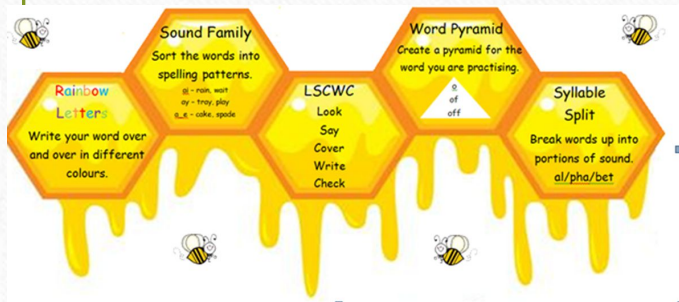 Rainbow
Letters
Write your word over
and over in different
colours.
Sound Family
Sort the words into
spelling patterns.
ai – rain, wait
ay – tray, play
a_e – cake, spade
LSCWC
Look
Say
Cover
Write
Check
Word Pyramid
Create a pyramid for the
word you are practising.
o
of
off
Syllable
Split
Break words up into
portions of sound.
al/pha/bet